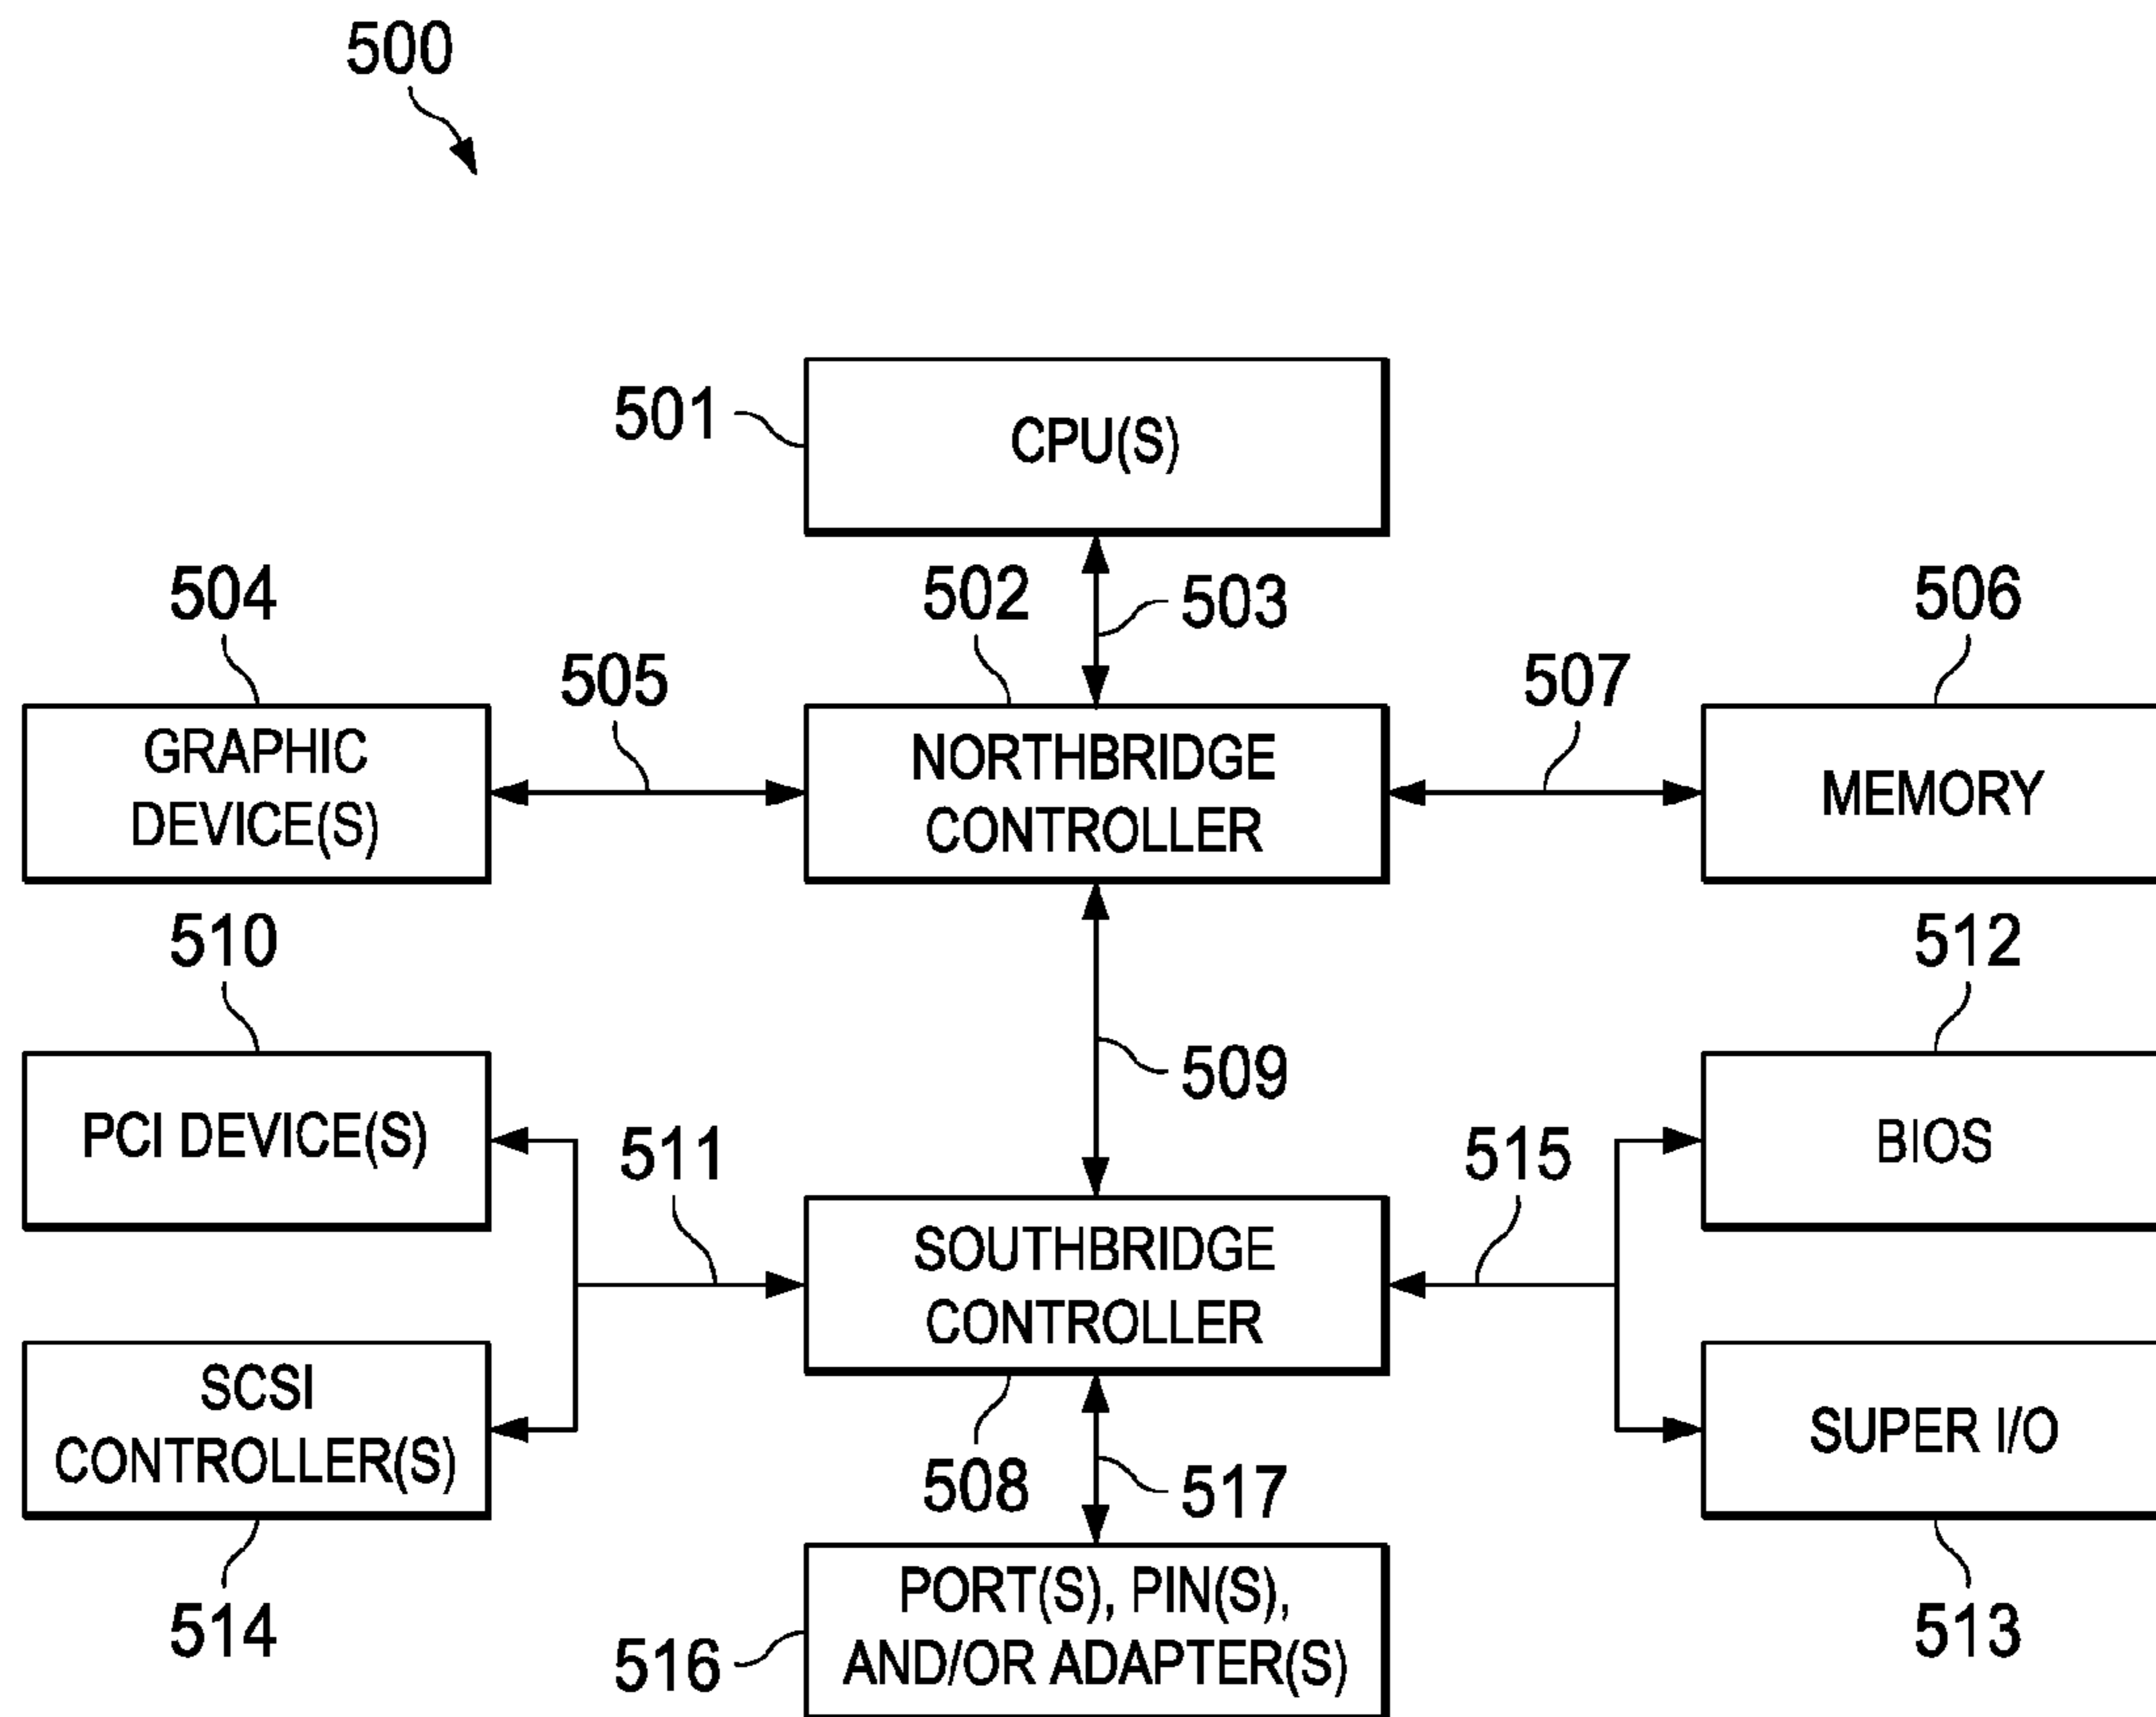 500
501
CPU(S)
504
502
503
506
505
507
GRAPHIC
DEVICE(S)
NORTHBRIDGE
CONTROLLER
MEMORY
510
512
509
PCI DEVICE(S)
511
515
BIOS
SOUTHBRIDGE
CONTROLLER
SCSI
CONTROLLER(S)
SUPER I/O
508
517
514
513
516
PORT(S), PIN(S),
AND/OR ADAPTER(S)